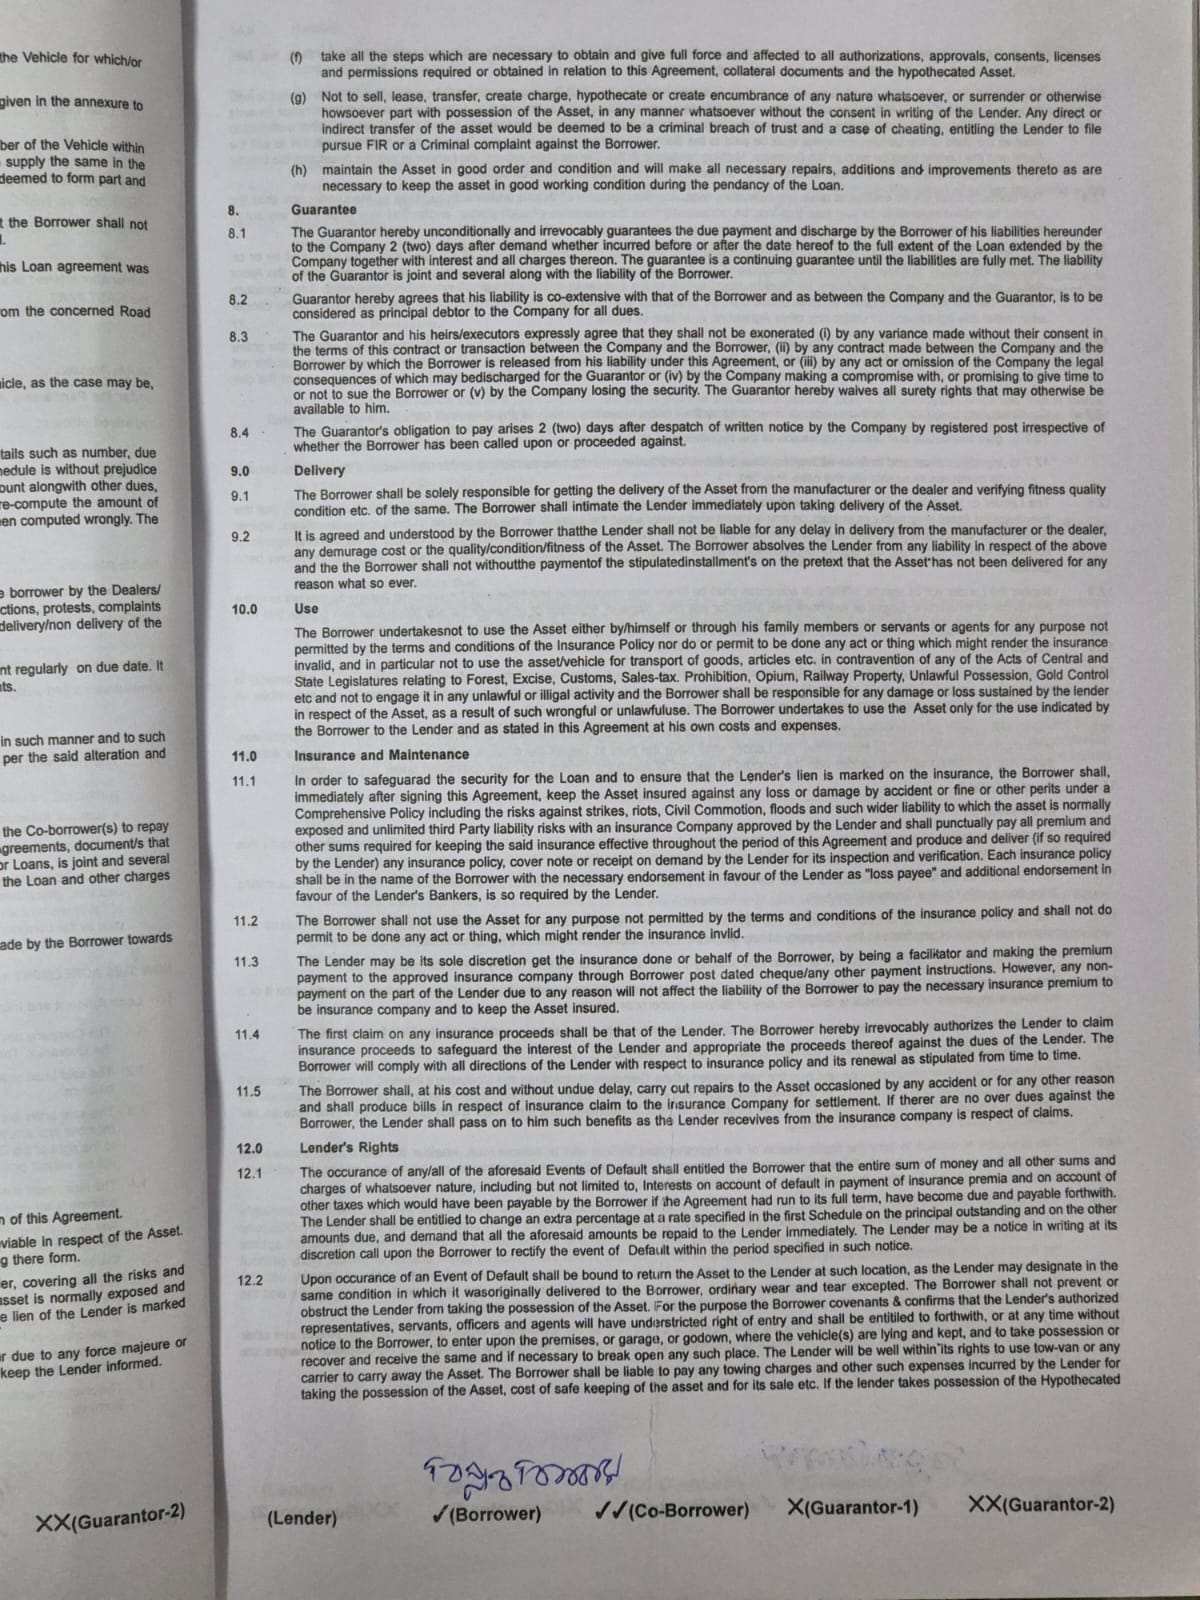 the Vehicle for which/or
given in the annexure to
ber of the Vehicle within
supply the same in the
deemed to form part and
t the Borrower shall not
his Loan agreement was
om the concerned Road
icle, as the case may be,
tails such as number, due
edule is without prejudice
ount alongwith other dues,
re-compute the amount of
en computed wrongly. The
e borrower by the Dealers/
ctions, protests, complaints
delivery/non delivery of the
nt regularly on due date. It
ts.
in such manner and to such
per the said alteration and
the Co-borrower(s) to repay
greements, document/s that
or Loans, is joint and several
the Loan and other charges
ade by the Borrower towards
n of this Agreement.
viable in respect of the Asset.
g there form.
er, covering all the risks and
asset is normally exposed and
e lien of the Lender is marked
r due to any force majeure or
keep the Lender informed.
XX(Guarantor-2)
(f) take all the steps which are necessary to obtain and give full force and affected to all authorizations, approvals, consents, licenses
and permissions required or obtained in relation to this Agreement, collateral documents and the hypothecated Asset.
(g) Not to sell, lease, transfer, create charge, hypothecate or create encumbrance of any nature whatsoever, or surrender or otherwise
howsoever part with possession of the Asset, in any manner whatsoever without the consent in writing of the Lender. Any direct or
indirect transfer of the asset would be deemed to be a criminal breach of trust and a case of cheating, entitling the Lender to file
pursue FIR or a Criminal complaint against the Borrower.
(h) maintain the Asset in good order and condition and will make all necessary repairs, additions and improvements thereto as are
necessary to keep the asset in good working condition during the pendancy of the Loan.
8. Guarantee
8.1 The Guarantor hereby unconditionally and irrevocably guarantees the due payment and discharge by the Borrower of his liabilities hereunder
to the Company 2 (two) days after demand whether incurred before or after the date hereof to the full extent of the Loan extended by the
Company together with interest and all charges thereon. The guarantee is a continuing guarantee until the liabilities are fully met. The liability
of the Guarantor is joint and several along with the liability of the Borrower.
8.2 Guarantor hereby agrees that his liability is co-extensive with that of the Borrower and as between the Company and the Guarantor, is to be
considered as principal debtor to the Company for all dues.
8.3 The Guarantor and his heirs/executors expressly agree that they shall not be exonerated (i) by any variance made without their consent in
the terms of this contract or transaction between the Company and the Borrower, (ii) by any contract made between the Company and the
Borrower by which the Borrower is released from his liability under this Agreement, or (iii) by any act or omission of the Company the legal
consequences of which may bedischarged for the Guarantor or (iv) by the Company making a compromise with, or promising to give time to
or not to sue the Borrower or (v) by the Company losing the security. The Guarantor hereby waives all surety rights that may otherwise be
available to him.
8.4 The Guarantor's obligation to pay arises 2 (two) days after despatch of written notice by the Company by registered post irrespective of
whether the Borrower has been called upon or proceeded against.
9.0 Delivery
9.1 The Borrower shall be solely responsible for getting the delivery of the Asset from the manufacturer or the dealer and verifying fitness quality
condition etc. of the same. The Borrower shall intimate the Lender immediately upon taking delivery of the Asset.
9.2 It is agreed and understood by the Borrower thatthe Lender shall not be liable for any delay in delivery from the manufacturer or the dealer,
any demurage cost or the quality/condition/fitness of the Asset. The Borrower absolves the Lender from any liability in respect of the above
and the the Borrower shall not withoutthe paymentof the stipulatedinstallment's on the pretext that the Asset has not been delivered for any
reason what so ever.
10.0 Use
The Borrower undertakesnot to use the Asset either by/himself or through his family members or servants or agents for any purpose not
permitted by the terms and conditions of the Insurance Policy nor do or permit to be done any act or thing which might render the insurance
invalid, and in particular not to use the asset/vehicle for transport of goods, articles etc. in contravention of any of the Acts of Central and
State Legislatures relating to Forest, Excise, Customs, Sales-tax. Prohibition, Opium, Railway Property, Unlawful Possession, Gold Control
etc and not to engage it in any unlawful or illigal activity and the Borrower shall be responsible for any damage or loss sustained by the lender
in respect of the Asset, as a result of such wrongful or unlawfuluse. The Borrower undertakes to use the Asset only for the use indicated by
the Borrower to the Lender and as stated in this Agreement at his own costs and expenses.
11.0 Insurance and Maintenance
11.1 In order to safeguarad the security for the Loan and to ensure that the Lender's lien is marked on the insurance, the Borrower shall,
immediately after signing this Agreement, keep the Asset insured against any loss or damage by accident or fine or other perits under a
Comprehensive Policy including the risks against strikes, riots, Civil Commotion, floods and such wider liability to which the asset is normally
exposed and unlimited third Party liability risks with an insurance Company approved by the Lender and shall punctually pay all premium and
other sums required for keeping the said insurance effective throughout the period of this Agreement and produce and deliver (if so required
by the Lender) any insurance policy, cover note or receipt on demand by the Lender for its inspection and verification. Each insurance policy
shall be in the name of the Borrower with the necessary endorsement in favour of the Lender as "loss payee" and additional endorsement in
favour of the Lender's Bankers, is so required by the Lender.
11.2 The Borrower shall not use the Asset for any purpose not permitted by the terms and conditions of the insurance policy and shall not do
permit to be done any act or thing, which might render the insurance invlid.
11.3 The Lender may be its sole discretion get the insurance done or behalf of the Borrower, by being a facilitator and making the premium
payment to the approved insurance company through Borrower post dated cheque/any other payment instructions. However, any non-
payment on the part of the Lender due to any reason will not affect the liability of the Borrower to pay the necessary insurance premium to
be insurance company and to keep the Asset insured.
11.4 The first claim on any insurance proceeds shall be that of the Lender. The Borrower hereby irrevocably authorizes the Lender to claim
insurance proceeds to safeguard the interest of the Lender and appropriate the proceeds thereof against the dues of the Lender. The
Borrower will comply with all directions of the Lender with respect to insurance policy and its renewal as stipulated from time to time.
11.5 The Borrower shall, at his cost and without undue delay, carry out repairs to the Asset occasioned by any accident or for any other reason
and shall produce bills in respect of insurance claim to the insurance Company for settlement. If therer are no over dues against the
Borrower, the Lender shall pass on to him such benefits as the Lender recevives from the insurance company is respect of claims.
12.0 Lender's Rights
12.1 The occurance of any/all of the aforesaid Events of Default shall entitled the Borrower that the entire sum of money and all other sums and
charges of whatsoever nature, including but not limited to, Interests on account of default in payment of insurance premia and on account of
other taxes which would have been payable by the Borrower if the Agreement had run to its full term, have become due and payable forthwith.
The Lender shall be entitlied to change an extra percentage at a rate specified in the first Schedule on the principal outstanding and on the other
amounts due, and demand that all the aforesaid amounts be repaid to the Lender immediately. The Lender may be a notice in writing at its
discretion call upon the Borrower to rectify the event of Default within the period specified in such notice.
12.2 Upon occurance of an Event of Default shall be bound to return the Asset to the Lender at such location, as the Lender may designate in the
same condition in which it wasoriginally delivered to the Borrower, ordinary wear and tear excepted. The Borrower shall not prevent or
obstruct the Lender from taking the possession of the Asset. For the purpose the Borrower covenants & confirms that the Lender's authorized
representatives, servants, officers and agents will have understricted right of entry and shall be entitled to forthwith, or at any time without
notice to the Borrower, to enter upon the premises, or garage, or godown, where the vehicle(s) are lying and kept, and to take possession or
recover and receive the same and if necessary to break open any such place. The Lender will be well within its rights to use tow-van or any
carrier to carry away the Asset. The Borrower shall be liable to pay any towing charges and other such expenses incurred by the Lender for
taking the possession of the Asset, cost of safe keeping of the asset and for its sale etc. If the lender takes possession of the Hypothecated
(Lender) ✓(Borrower) ✓✓(Co-Borrower) X(Guarantor-1) XX(Guarantor-2)